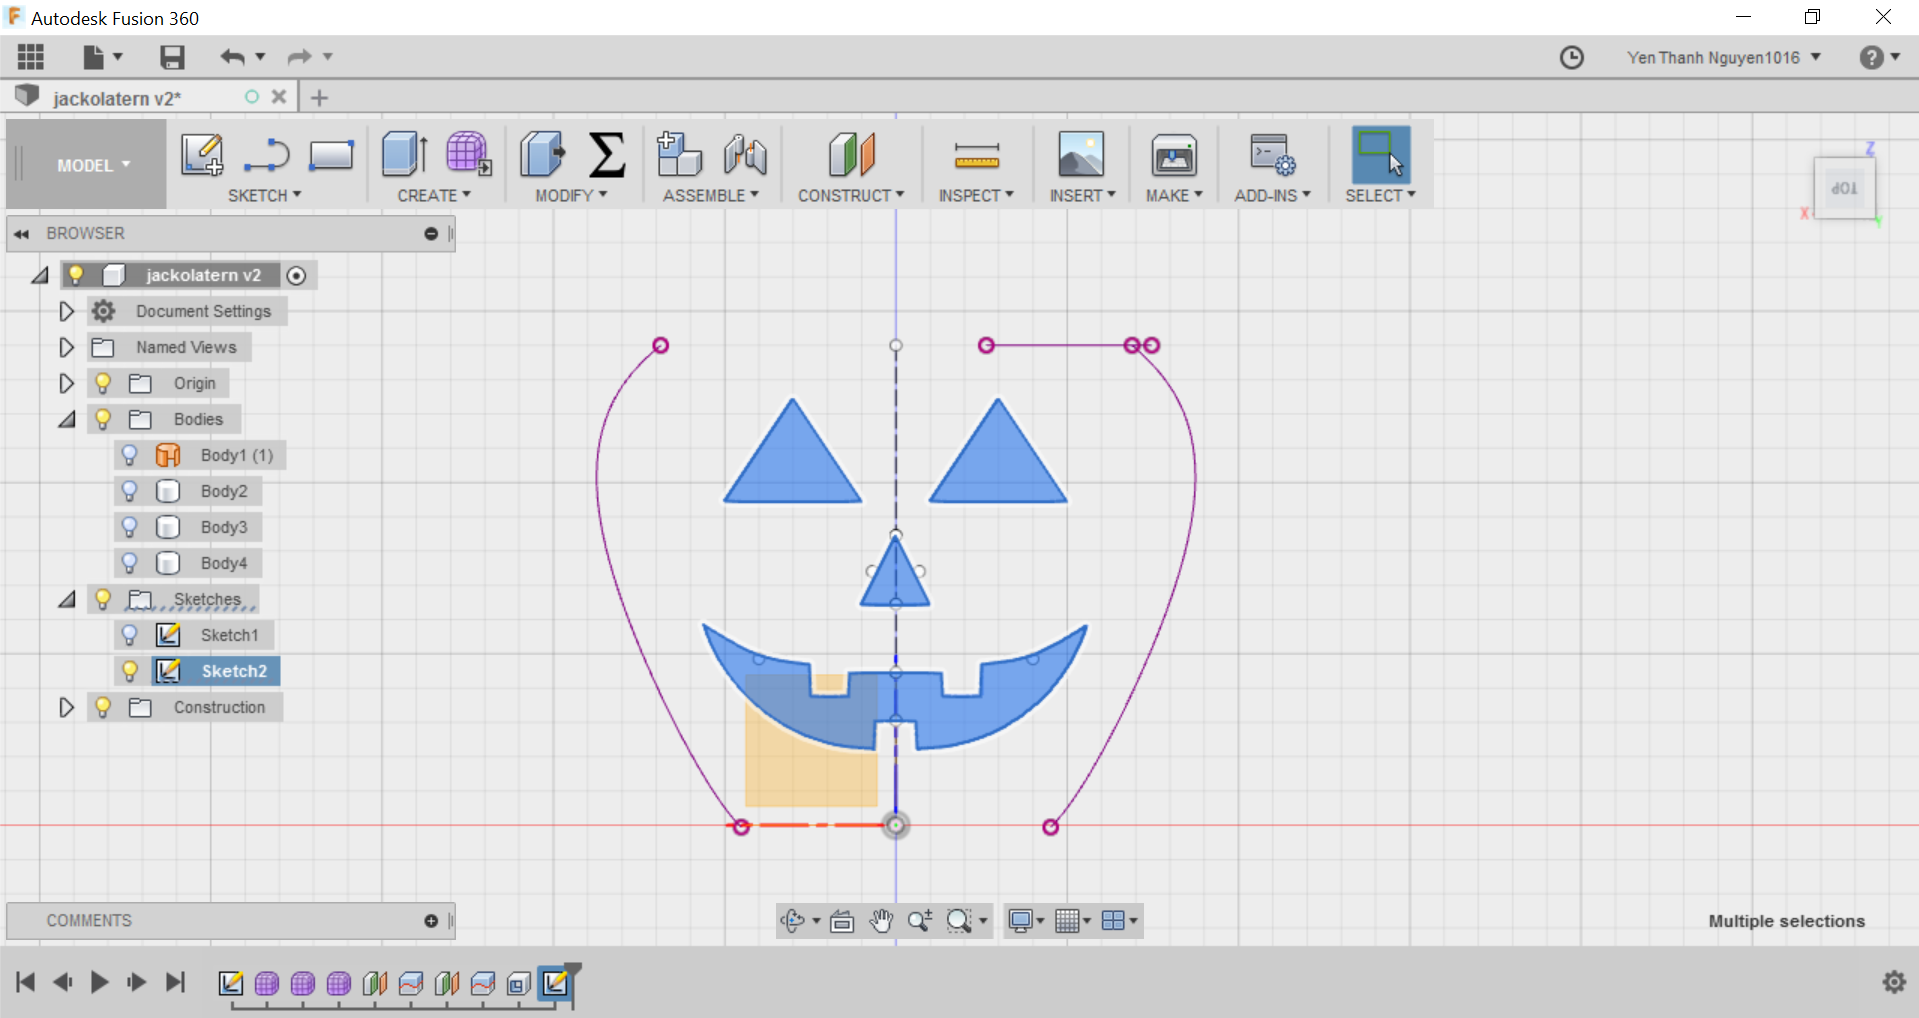 Autodesk Fusion 360
Yen Thanh Nguyen1016
jackolatern v2*
MODEL
SKETCH
CREATE
MODIFY
ASSEMBLE
CONSTRUCT
INSPECT
INSERT
MAKE
ADD-INS
SELECT
Z
TOP
X
Y
BROWSER
jackolatern v2
Document Settings
Named Views
Origin
Bodies
Body1 (1)
Body2
Body3
Body4
Sketches
Sketch1
Sketch2
Construction
COMMENTS
Multiple selections